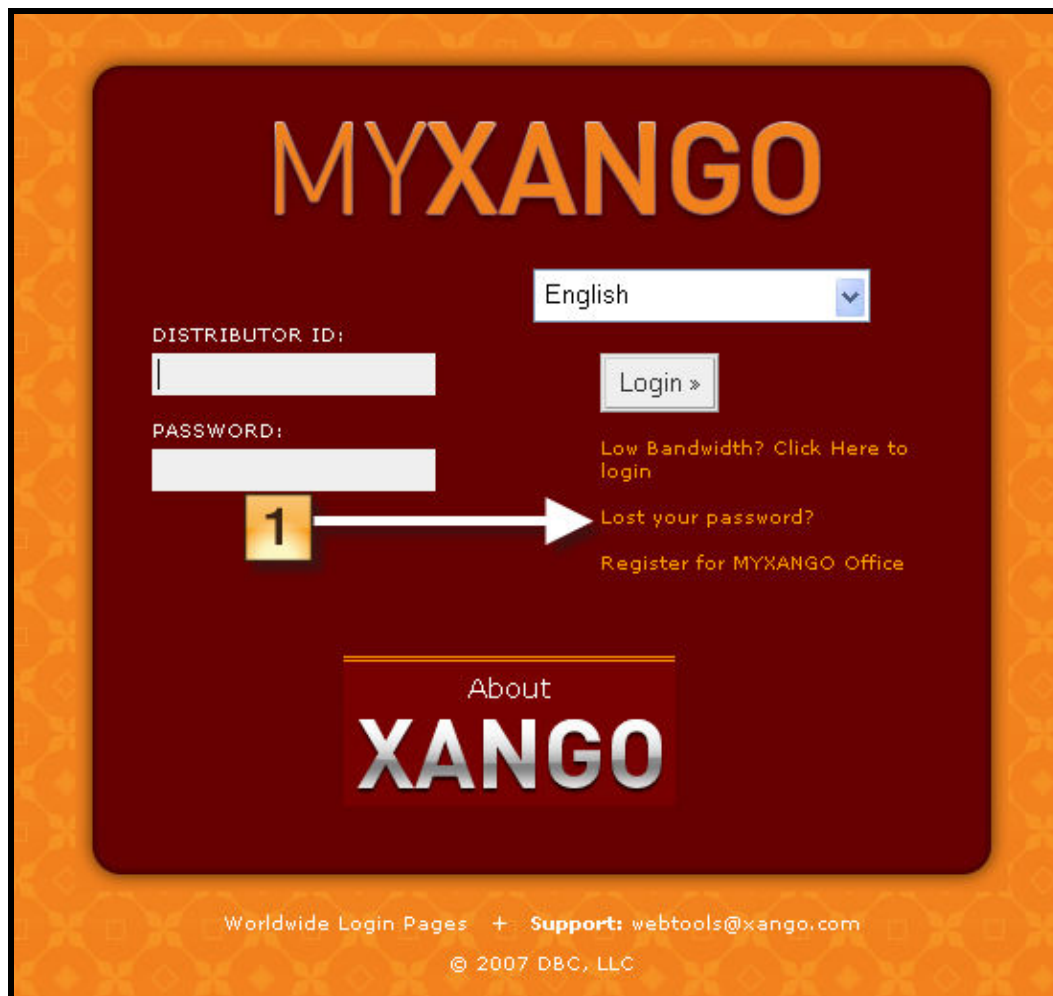 MYXANGO
English
DISTRIBUTOR ID:
Login »
PASSWORD:
Low Bandwidth? Click Here to
login
1
Lost your password?
Register for MYXANGO Office
About
XANGO
Worldwide Login Pages + Support: webtools@xango.com
© 2007 DBC, LLC